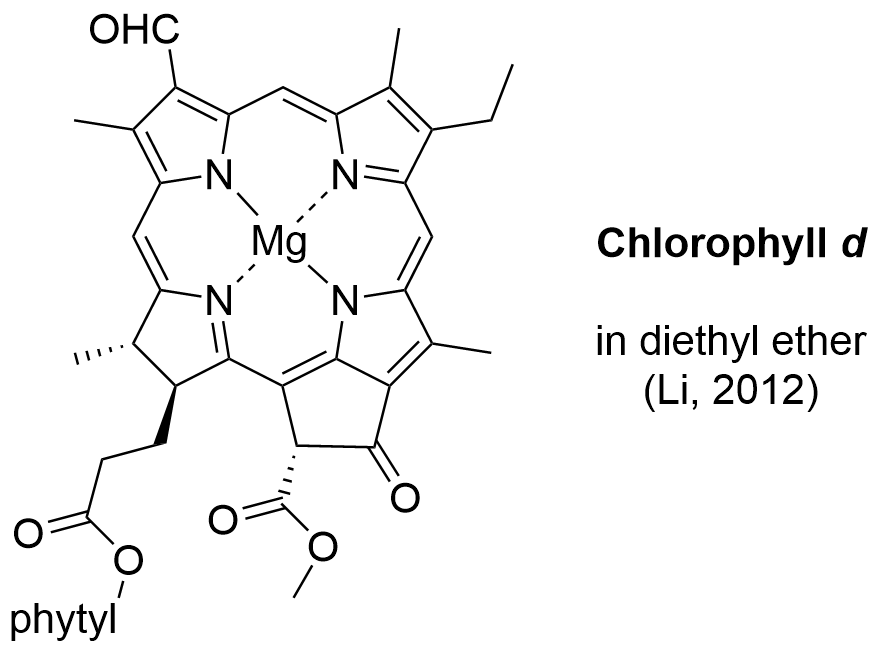 OHC
N
N
Mg
Chlorophyll d
N
N
in diethyl ether
(Li, 2012)
O
O
O
O
O
phytyl